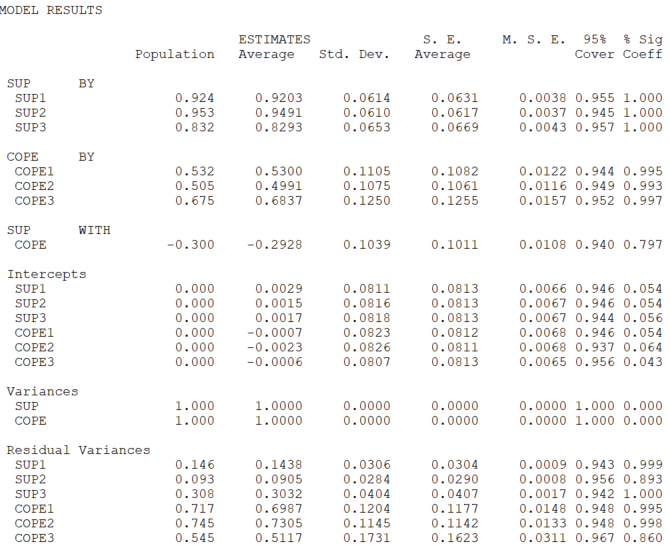 MODEL RESULTS
ESTIMATES S. E. M. S. E. 95% % Sig
Population Average Std. Dev. Average Cover Coeff
SUP BY
SUP1 0.924 0.9203 0.0614 0.0631 0.0038 0.955 1.000
SUP2 0.953 0.9491 0.0610 0.0617 0.0037 0.945 1.000
SUP3 0.832 0.8293 0.0653 0.0669 0.0043 0.957 1.000
COPE BY
COPE1 0.532 0.5300 0.1105 0.1082 0.0122 0.944 0.995
COPE2 0.505 0.4991 0.1075 0.1061 0.0116 0.949 0.993
COPE3 0.675 0.6837 0.1250 0.1255 0.0157 0.952 0.997
SUP WITH
COPE -0.300 -0.2928 0.1039 0.1011 0.0108 0.940 0.797
Intercepts
SUP1 0.000 0.0029 0.0811 0.0813 0.0066 0.946 0.054
SUP2 0.000 0.0015 0.0816 0.0813 0.0067 0.946 0.054
SUP3 0.000 0.0017 0.0818 0.0813 0.0067 0.944 0.056
COPE1 0.000 -0.0007 0.0823 0.0812 0.0068 0.946 0.054
COPE2 0.000 -0.0023 0.0826 0.0811 0.0068 0.937 0.064
COPE3 0.000 -0.0006 0.0807 0.0813 0.0065 0.956 0.043
Variances
SUP 1.000 1.0000 0.0000 0.0000 0.0000 1.000 0.000
COPE 1.000 1.0000 0.0000 0.0000 0.0000 1.000 0.000
Residual Variances
SUP1 0.146 0.1438 0.0306 0.0304 0.0009 0.943 0.999
SUP2 0.093 0.0905 0.0284 0.0290 0.0008 0.956 0.893
SUP3 0.308 0.3032 0.0404 0.0407 0.0017 0.942 1.000
COPE1 0.717 0.6987 0.1204 0.1177 0.0148 0.948 0.995
COPE2 0.745 0.7305 0.1145 0.1142 0.0133 0.948 0.998
COPE3 0.545 0.5117 0.1731 0.1623 0.0311 0.967 0.860